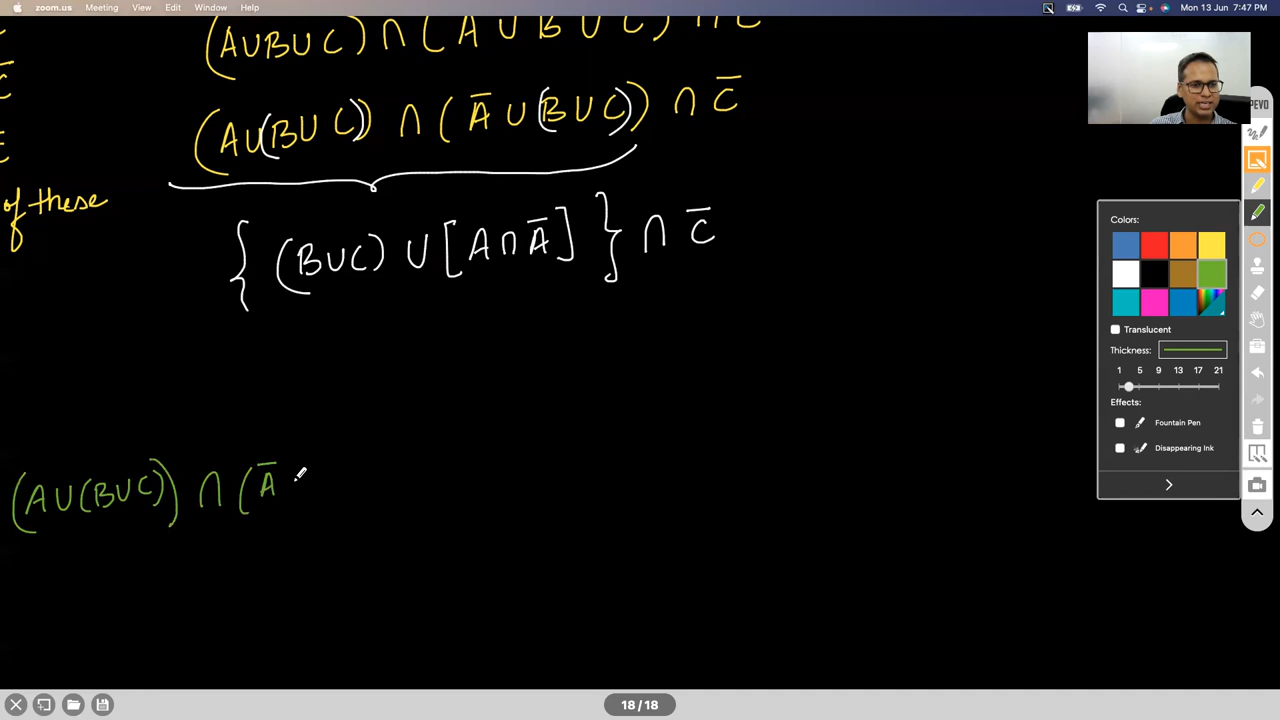 zoom.us Meeting View Edit Window Help Mon 13 Jun 7:47 PM
(A∪B∪C) ∩ (A ∪ B ∪ C) ∩ C
C̅
(A∪(B∪C)) ∩ (A̅ ∪ (B ∪ C)) ∩ C̅
of these
{ (B∪C) ∪ [A ∩ A̅] } ∩ C̅
(A∪(B∪C)) ∩ (A̅
Colors:
Translucent
Thickness:
1 5 9 13 17 21
Effects:
Fountain Pen
Disappearing Ink
18 / 18